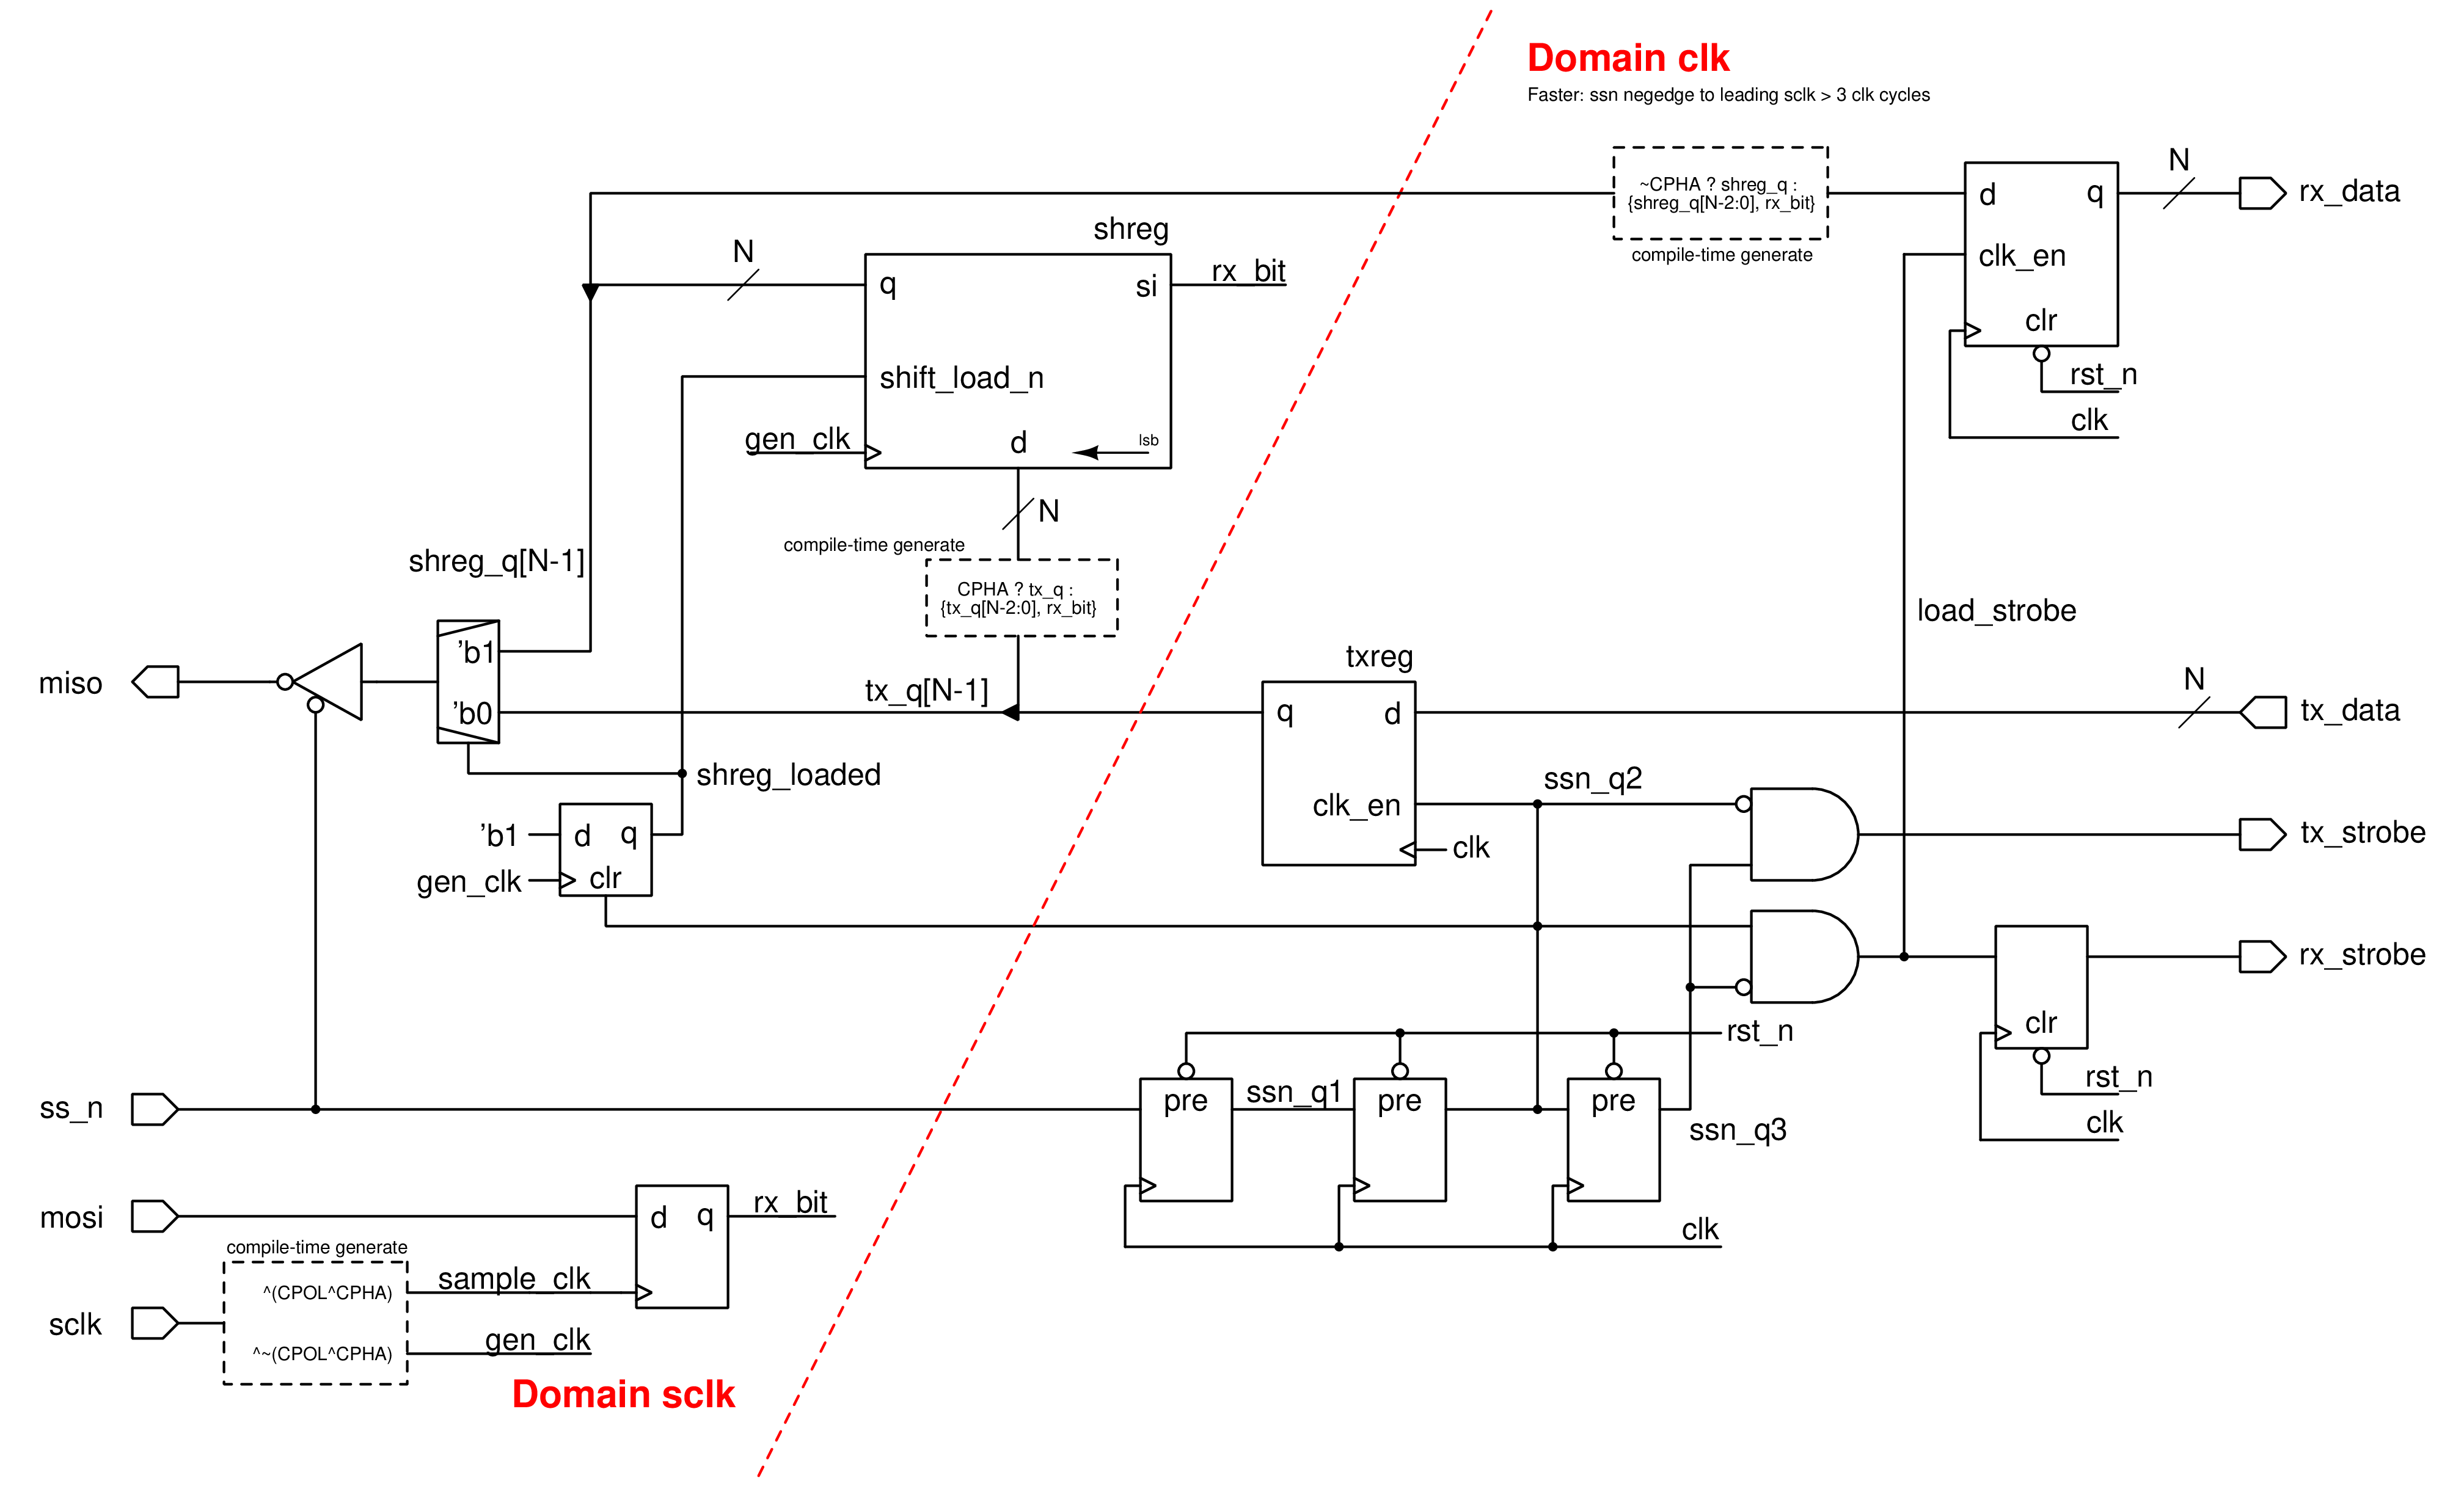 Domain clk
Faster: ssn negedge to leading sclk > 3 clk cycles
N
~CPHA ? shreg_q :
{shreg_q[N-2:0], rx_bit}
compile-time generate
d
q
clk_en
clr
rx_data
rst_n
clk
shreg
N
q
si
rx_bit
shift_load_n
gen_clk
d
lsb
N
compile-time generate
CPHA ? tx_q :
{tx_q[N-2:0], rx_bit}
shreg_q[N-1]
load_strobe
miso
'b1
'b0
tx_q[N-1]
txreg
q
d
clk_en
clk
N
tx_data
shreg_loaded
ssn_q2
'b1
d
q
gen_clk
clr
tx_strobe
rx_strobe
clr
rst_n
clk
rst_n
ss_n
pre
ssn_q1
pre
pre
ssn_q3
clk
mosi
d
q
rx_bit
compile-time generate
^(CPOL^CPHA)
sample_clk
sclk
^~(CPOL^CPHA)
gen_clk
Domain sclk